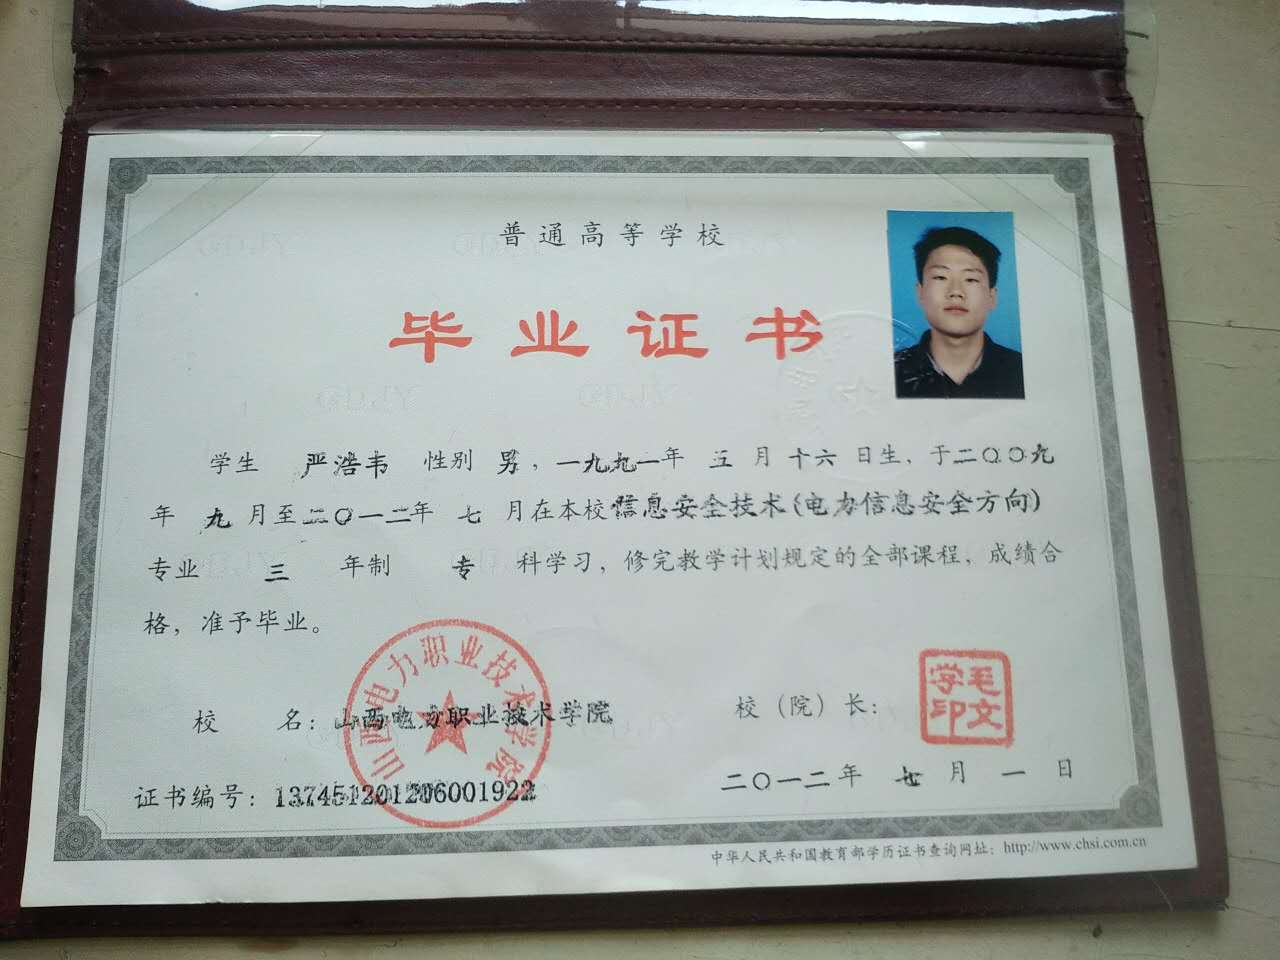 普通高等学校
毕业证书
学生 严浩韦 性别 男，一九九一年 五 月 十六 日生，于二〇〇九
年 九 月至 二〇一二年 七 月在本校信息安全技术(电力信息安全方向)
专业 三 年制 专 科学习，修完教学计划规定的全部课程，成绩合
格，准予毕业。
山西电力职业技术学院
校 名：山西电力职业技术学院
校（院）长：
毛文学印
证书编号：137451201206001922
二〇一二年 七 月 一 日
中华人民共和国教育部学历证书查询网址：http://www.chsi.com.cn